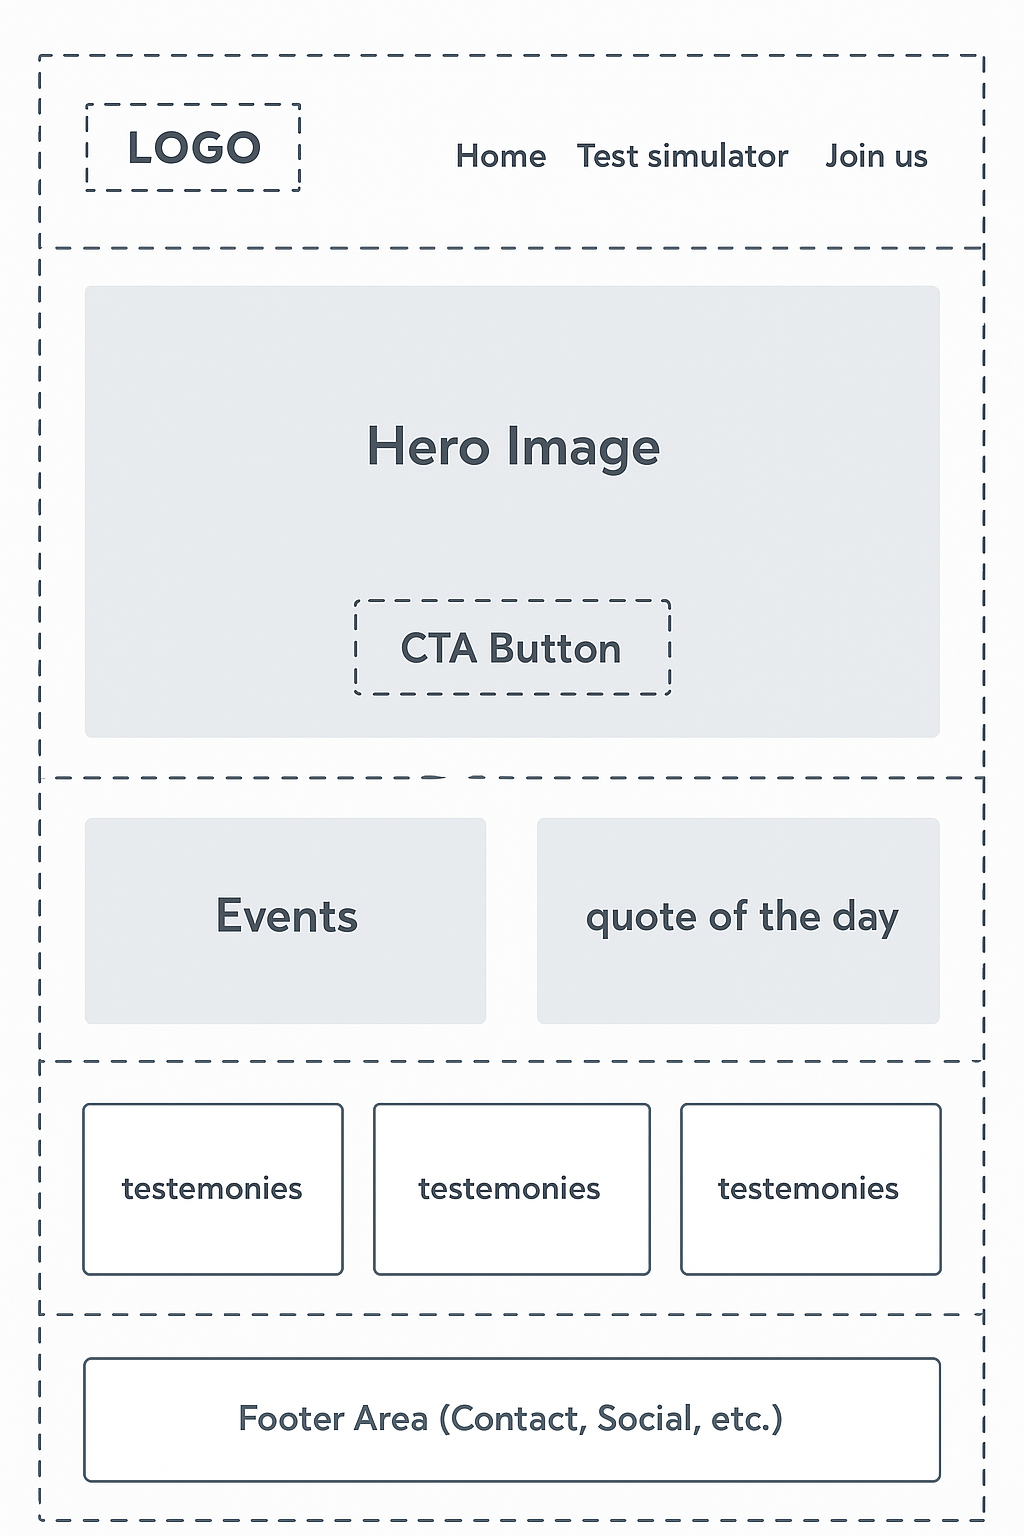 LOGO
Home Test simulator Join us
Hero Image
CTA Button
Events
quote of the day
testemonies
testemonies
testemonies
Footer Area (Contact, Social, etc.)